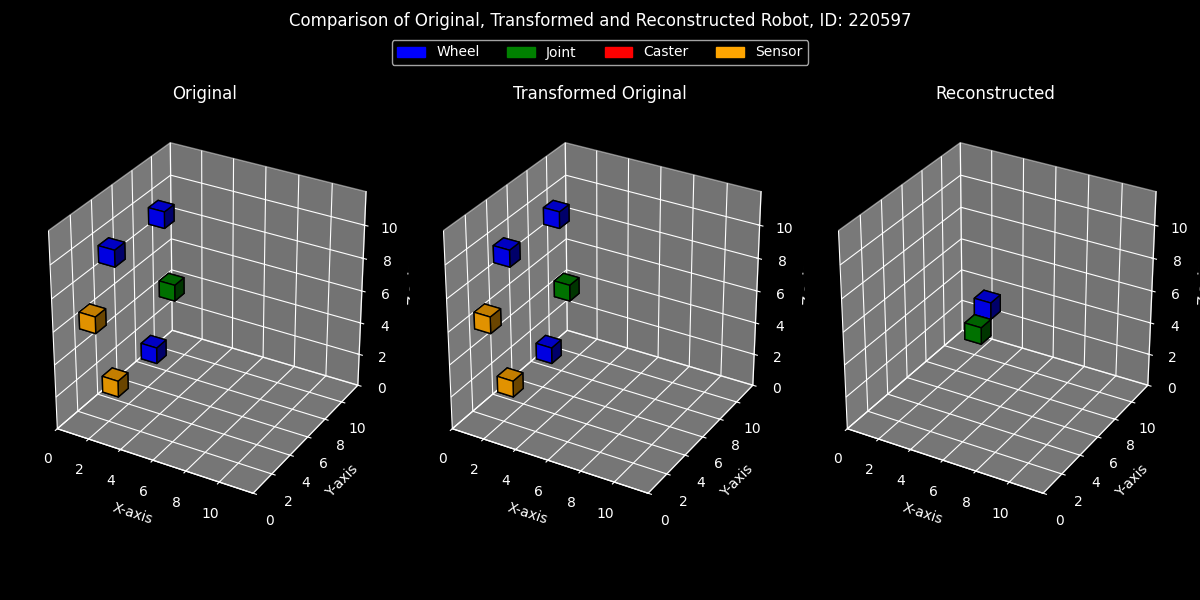 Comparison of Original, Transformed and Reconstructed Robot, ID: 220597
Wheel Joint Caster Sensor
Original Transformed Original Reconstructed
0 2 4 6 8 10
X-axis
0 2 4 6 8 10
Y-axis
0 2 4 6 8 10
0 2 4 6 8 10
X-axis
0 2 4 6 8 10
Y-axis
0 2 4 6 8 10
0 2 4 6 8 10
X-axis
0 2 4 6 8 10
Y-axis
0 2 4 6 8 10